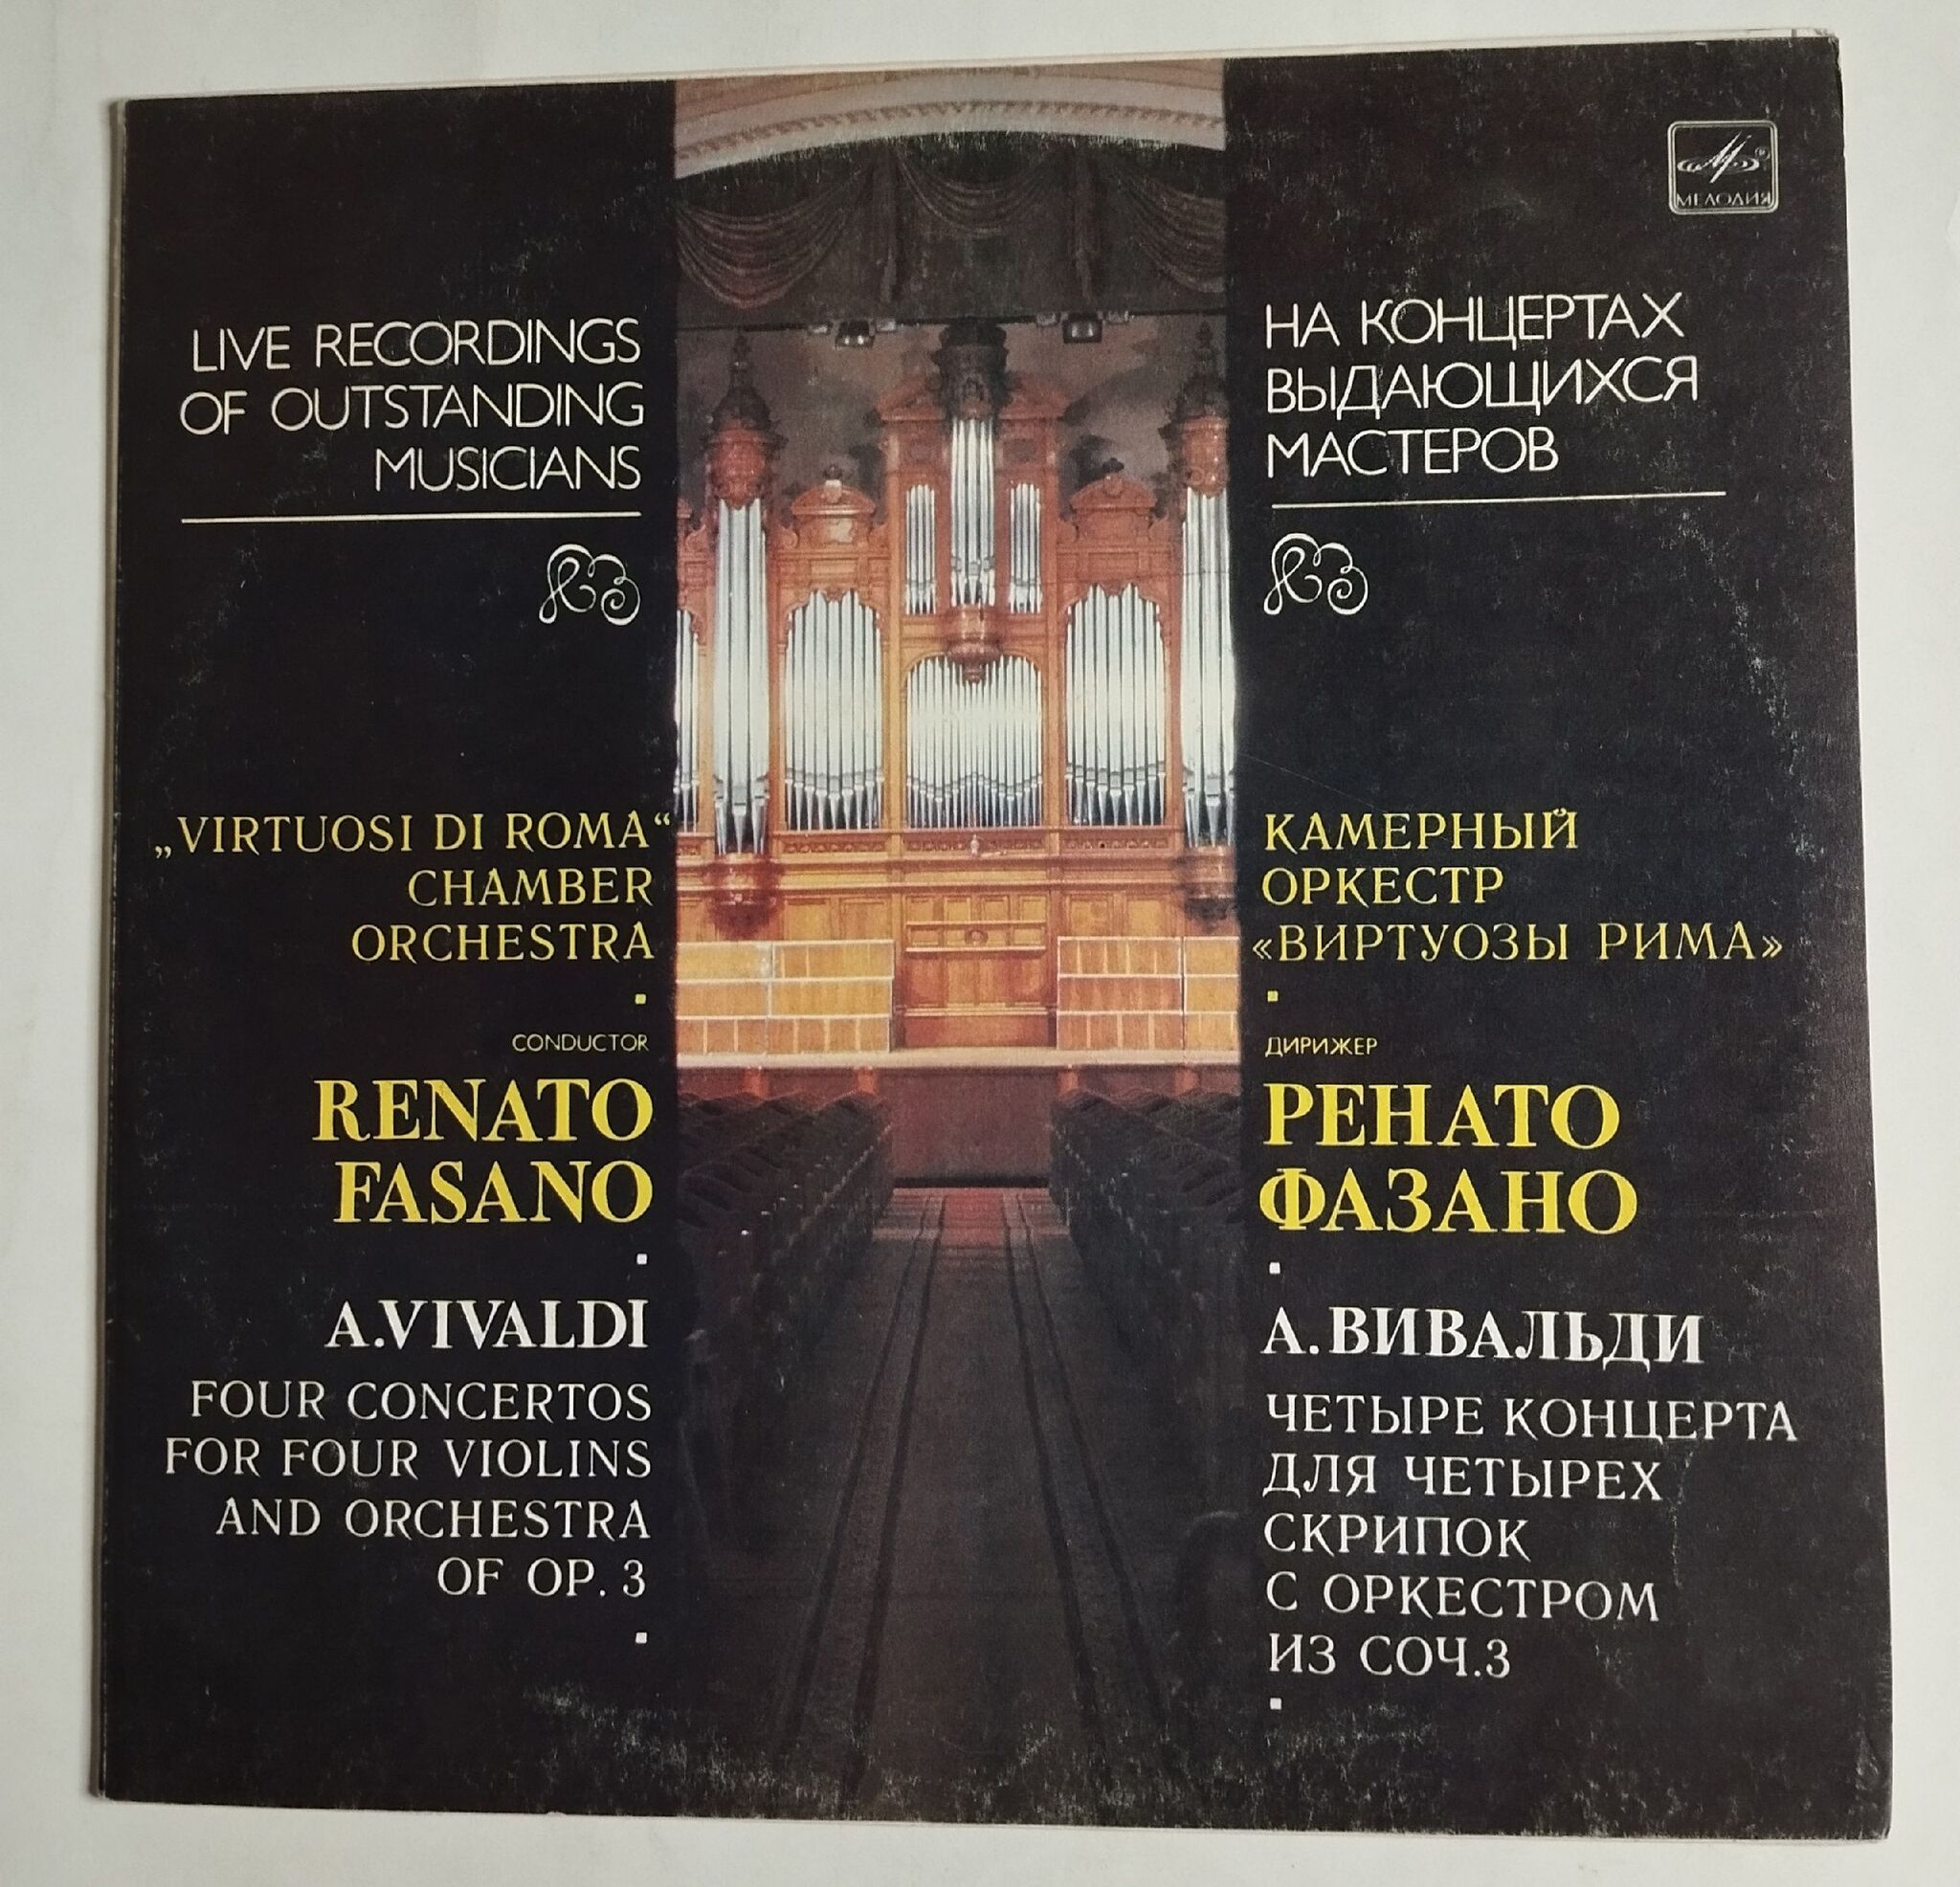 МЕЛОДИЯ
LIVE RECORDINGS
OF OUTSTANDING
MUSICIANS
„VIRTUOSI DI ROMA“
CHAMBER
ORCHESTRA
CONDUCTOR
RENATO
FASANO
A.VIVALDI
FOUR CONCERTOS
FOR FOUR VIOLINS
AND ORCHESTRA
OF OP. 3
НА КОНЦЕРТАХ
ВЫДАЮЩИХСЯ
МАСТЕРОВ
КАМЕРНЫЙ
ОРКЕСТР
«ВИРТУОЗЫ РИМА»
ДИРИЖЕР
РЕНАТО
ФАЗАНО
А.ВИВАЛЬДИ
ЧЕТЫРЕ КОНЦЕРТА
ДЛЯ ЧЕТЫРЕХ
СКРИПОК
С ОРКЕСТРОМ
ИЗ СОЧ.3